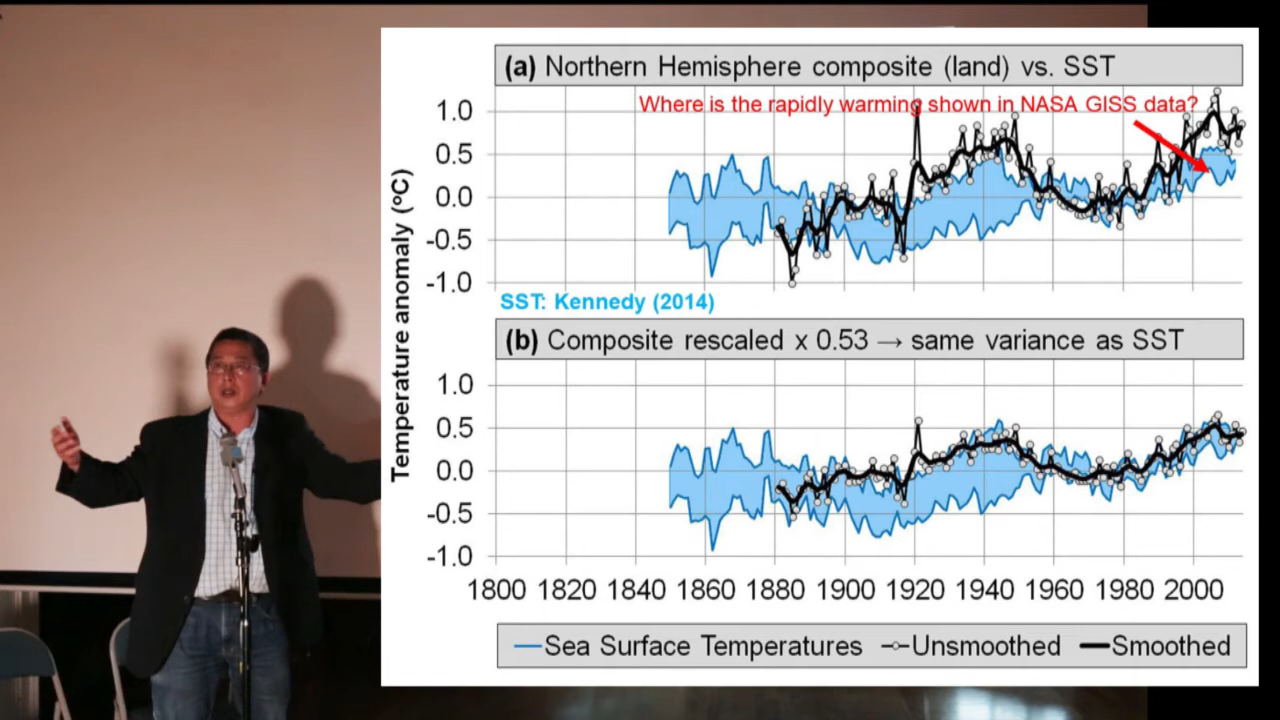 (a) Northern Hemisphere composite (land) vs. SST
Where is the rapidly warming shown in NASA GISS data?
1.0
0.5
0.0
-0.5
-1.0
SST: Kennedy (2014)
Temperature anomaly (ºC)
(b) Composite rescaled x 0.53 → same variance as SST
1.0
0.5
0.0
-0.5
-1.0
1800 1820 1840 1860 1880 1900 1920 1940 1960 1980 2000
Sea Surface Temperatures Unsmoothed Smoothed